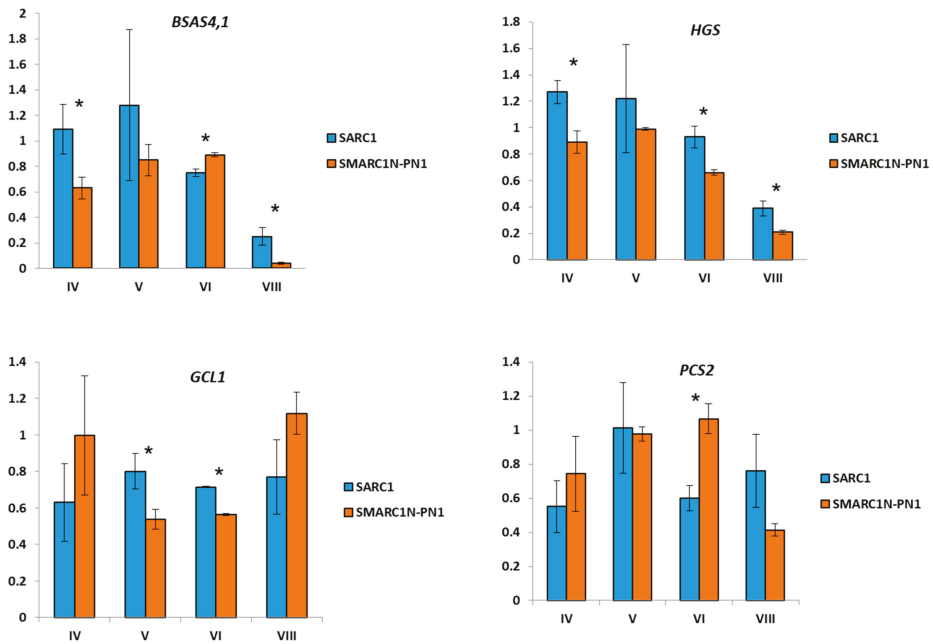 BSAS4,1
2
1.8
1.6
1.4
1.2
1
0.8
0.6
0.4
0.2
0
*
*
*
IV V VI VIII
SARC1
SMARC1N-PN1
HGS
1.8
1.6
1.4
1.2
1
0.8
0.6
0.4
0.2
0
*
*
*
IV V VI VIII
SARC1
SMARC1N-PN1
GCL1
1.4
1.2
1
0.8
0.6
0.4
0.2
0
*
*
IV V VI VIII
SARC1
SMARC1N-PN1
PCS2
1.4
1.2
1
0.8
0.6
0.4
0.2
0
*
IV V VI VIII
SARC1
SMARC1N-PN1